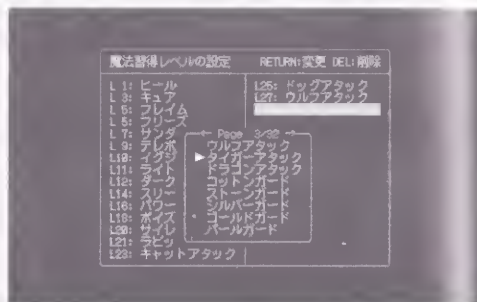 魔法習得レベルの設定 RETURN:変更 DEL:削除
L 1: ヒール
L 3: キュア
L 5: フレイム
L 5: フリーズ
L 7: サンダ
L 9: テレポ
L10: イグジ
L11: ライト
L12: ダーク
L14: スリー
L16: パワー
L18: ポイズ
L20: サイレ
L21: ラビッ
L23: キャットアタック
L25: ドッグアタック
L27: ウルフアタック
Page 3/32
ウルフアタック
タイガーアタック
ドラゴンアタック
コットンガード
ストーンガード
シルバーガード
ゴールドガード
パールガード